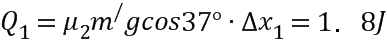 Q₁ = μ₂m′gcos37° · Δx₁ = 1. 8J